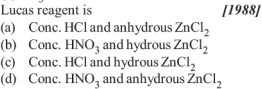 Lucas reagent is [1988]
(a) Conc. HCl and anhydrous ZnCl₂
(b) Conc. HNO₃ and hydrous ZnCl₂
(c) Conc. HCl and hydrous ZnCl₂
(d) Conc. HNO₃ and anhydrous ZnCl₂